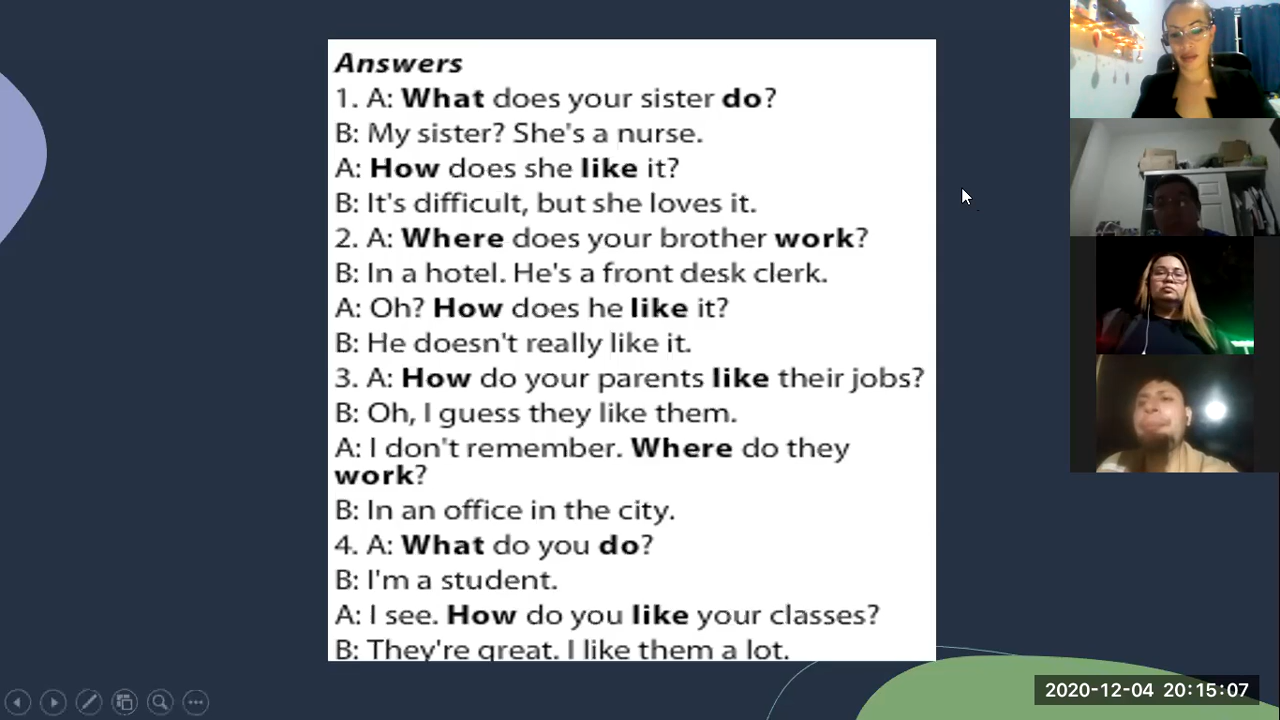 Answers
1. A: What does your sister do?
B: My sister? She's a nurse.
A: How does she like it?
B: It's difficult, but she loves it.
2. A: Where does your brother work?
B: In a hotel. He's a front desk clerk.
A: Oh? How does he like it?
B: He doesn't really like it.
3. A: How do your parents like their jobs?
B: Oh, I guess they like them.
A: I don't remember. Where do they
work?
B: In an office in the city.
4. A: What do you do?
B: I'm a student.
A: I see. How do you like your classes?
B: They're great. I like them a lot.
2020-12-04 20:15:07